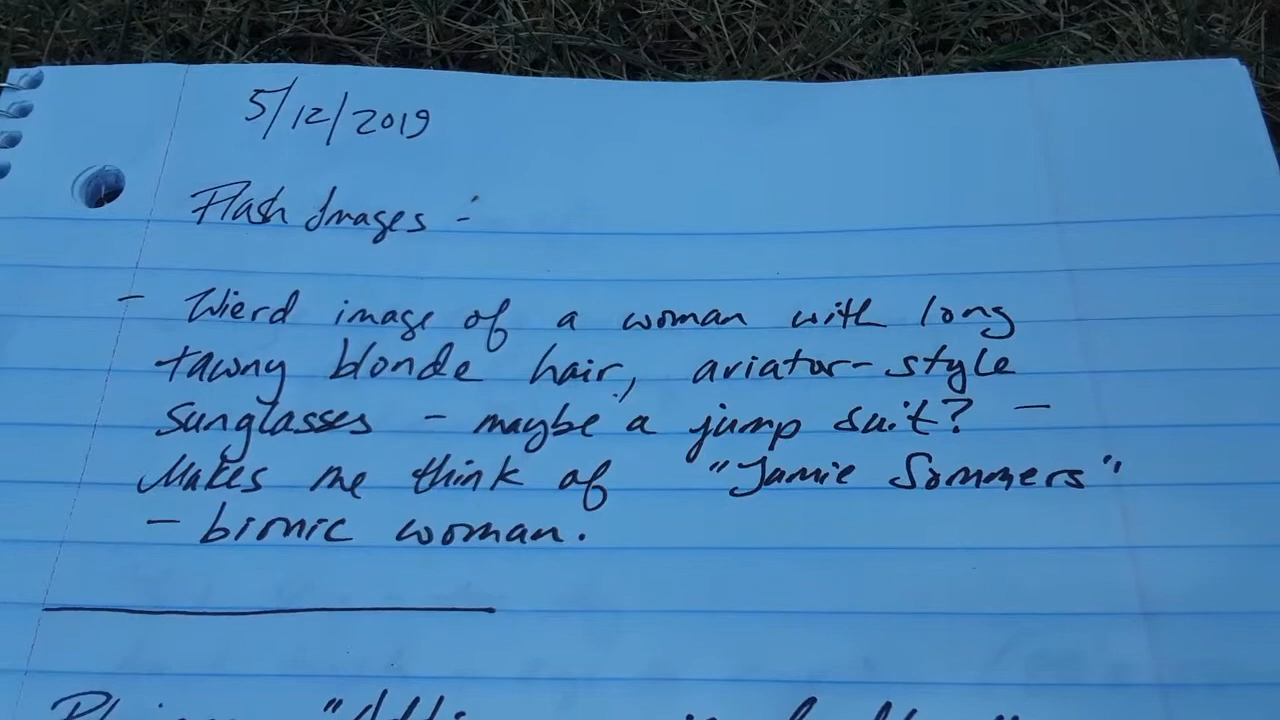 5/12/2019
Flash Images :
- Wierd image of a woman with long
tawny blonde hair, aviator-style
sunglasses - maybe a jump suit? -
Makes me think of "Jamie Sommers"
- bionic woman.